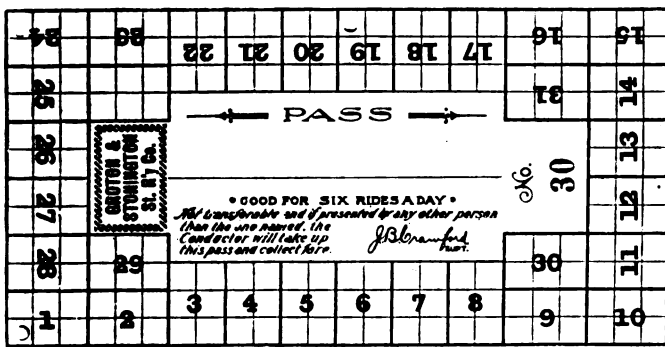 24 23 22 21 20 19 18 17 16 15
25 31 14
PASS
26 13
GROTON &
STONINGTON
St. R'y Co.
No. 30
27 12
• GOOD FOR SIX RIDES A DAY •
Not transferable and if presented by any other person
than the one named, the
Conductor will take up
this pass and collect fare.
J.B. Crawford
SUPT.
28 29 30 11
1 2 3 4 5 6 7 8 9 10